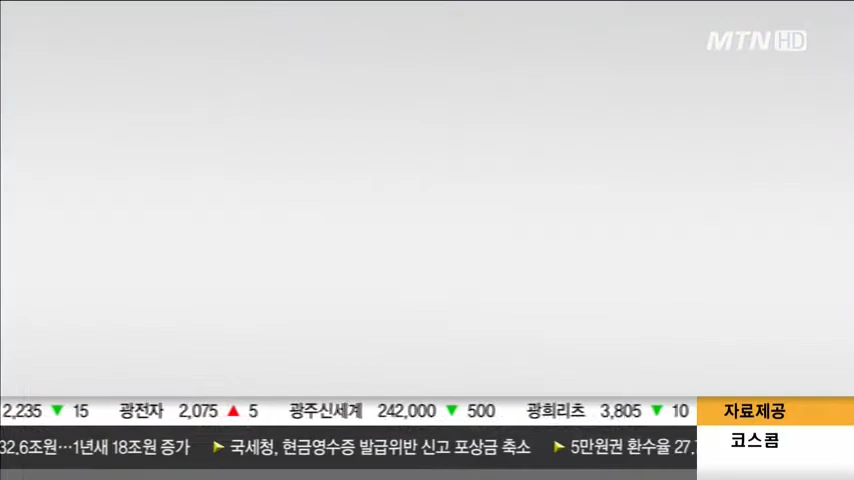 MTN HD
2,235 ▼ 15 광전자 2,075 ▲ 5 광주신세계 242,000 ▼ 500 광희리츠 3,805 ▼ 10
자료제공
32.6조원…1년새 18조원 증가 ▶ 국세청, 현금영수증 발급위반 신고 포상금 축소 ▶ 5만원권 환수율 27.
코스콤